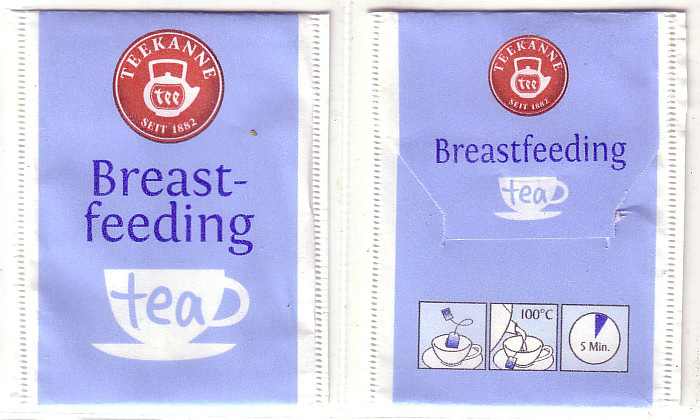 TEEKANNE
tee
SEIT 1882
Breast-
feeding
tea
TEEKANNE
tee
SEIT 1882
Breastfeeding
tea
100°C
5 Min.